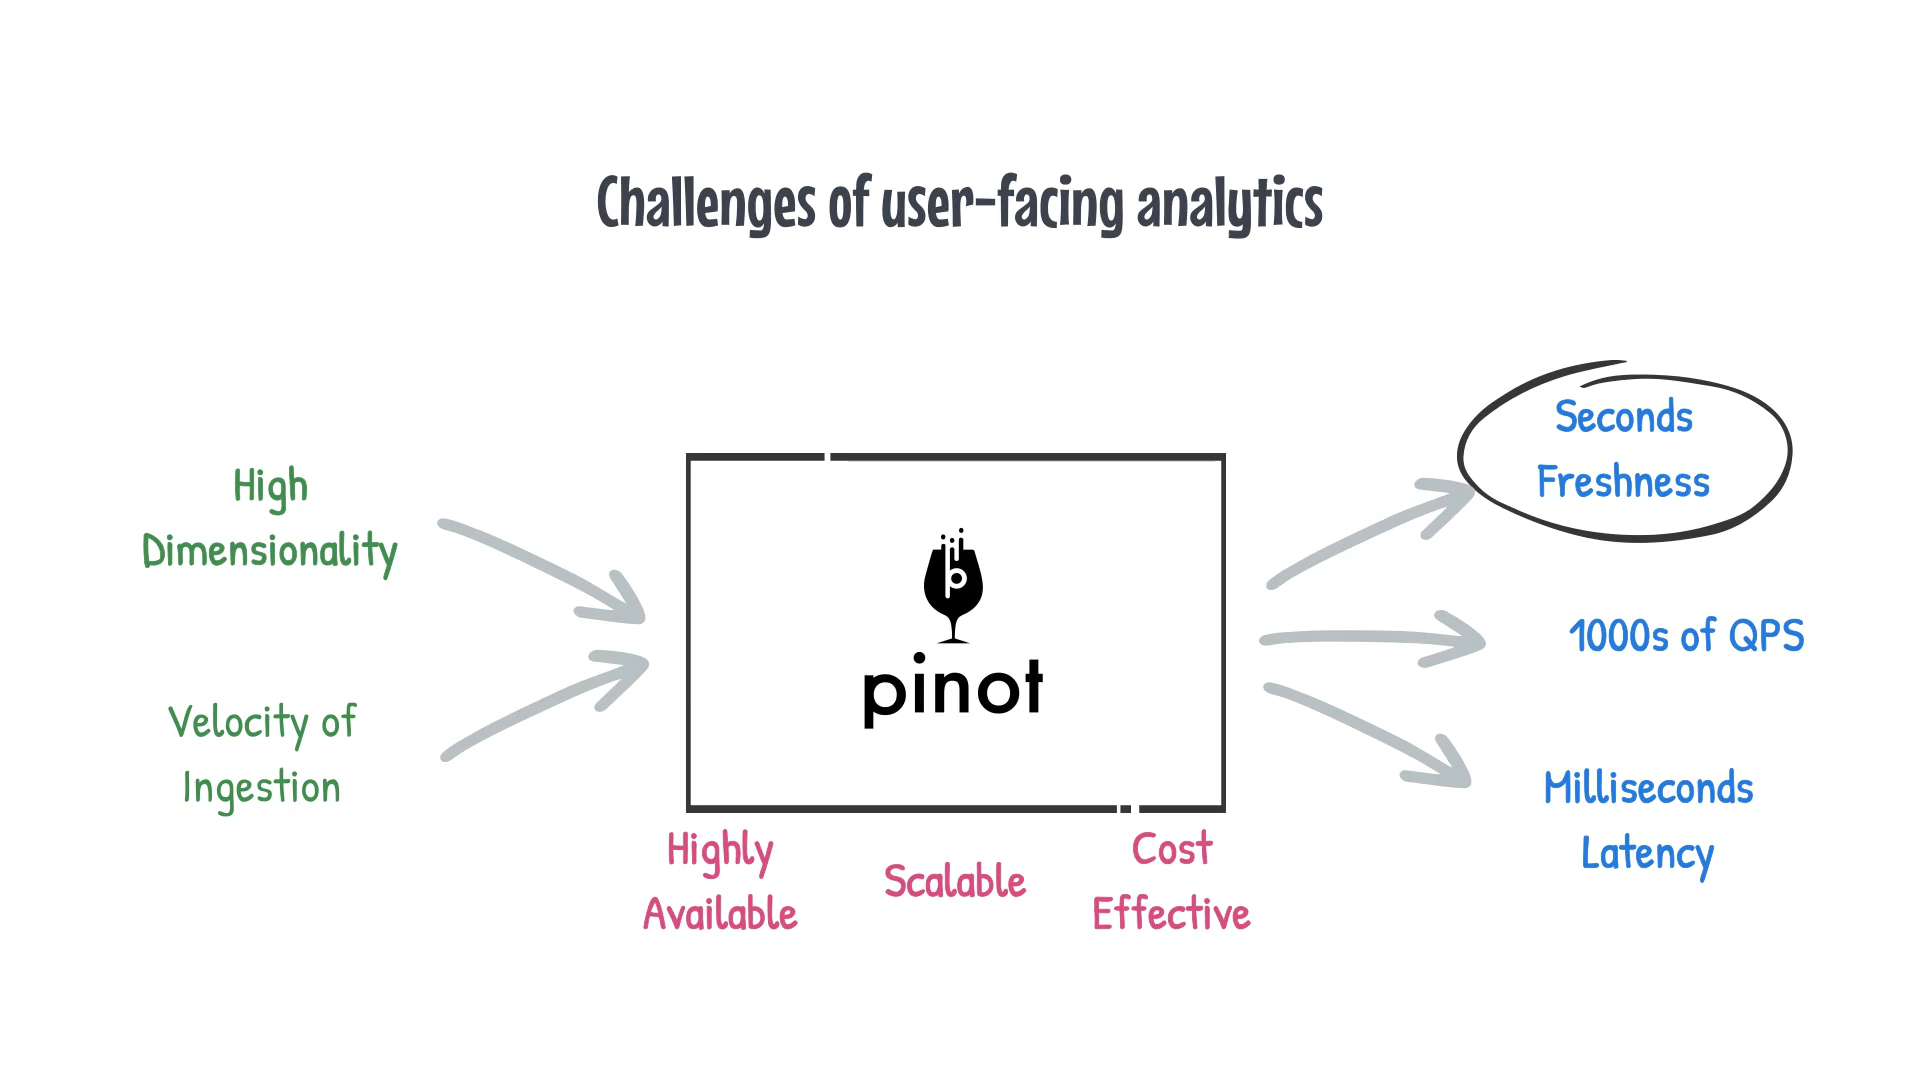 Challenges of user-facing analytics
High
Dimensionality
Velocity of
Ingestion
pinot
Highly
Available
Scalable
Cost
Effective
Seconds
Freshness
1000s of QPS
Milliseconds
Latency